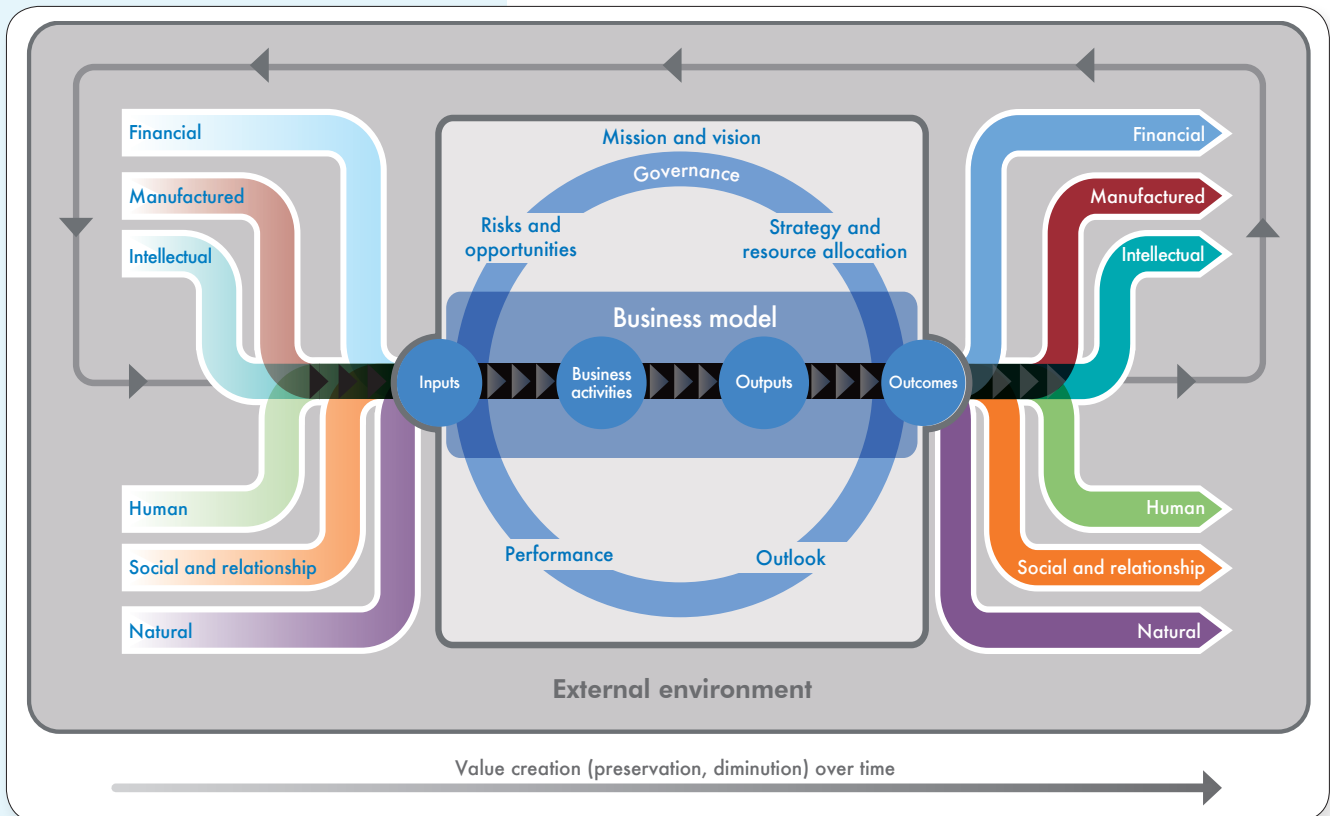 Financial
Manufactured
Intellectual
Human
Social and relationship
Natural
Mission and vision
Governance
Risks and
opportunities
Strategy and
resource allocation
Business model
Inputs
Business
activities
Outputs
Outcomes
Performance
Outlook
Financial
Manufactured
Intellectual
Human
Social and relationship
Natural
External environment
Value creation (preservation, diminution) over time